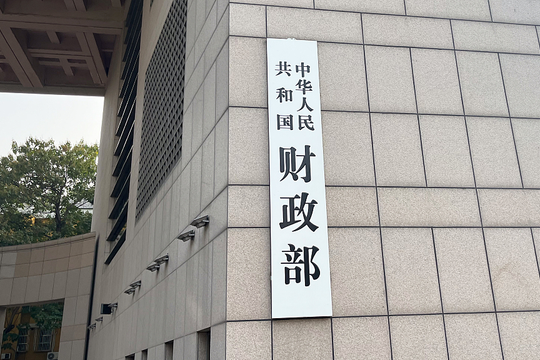 中华人民
共和国
财政部